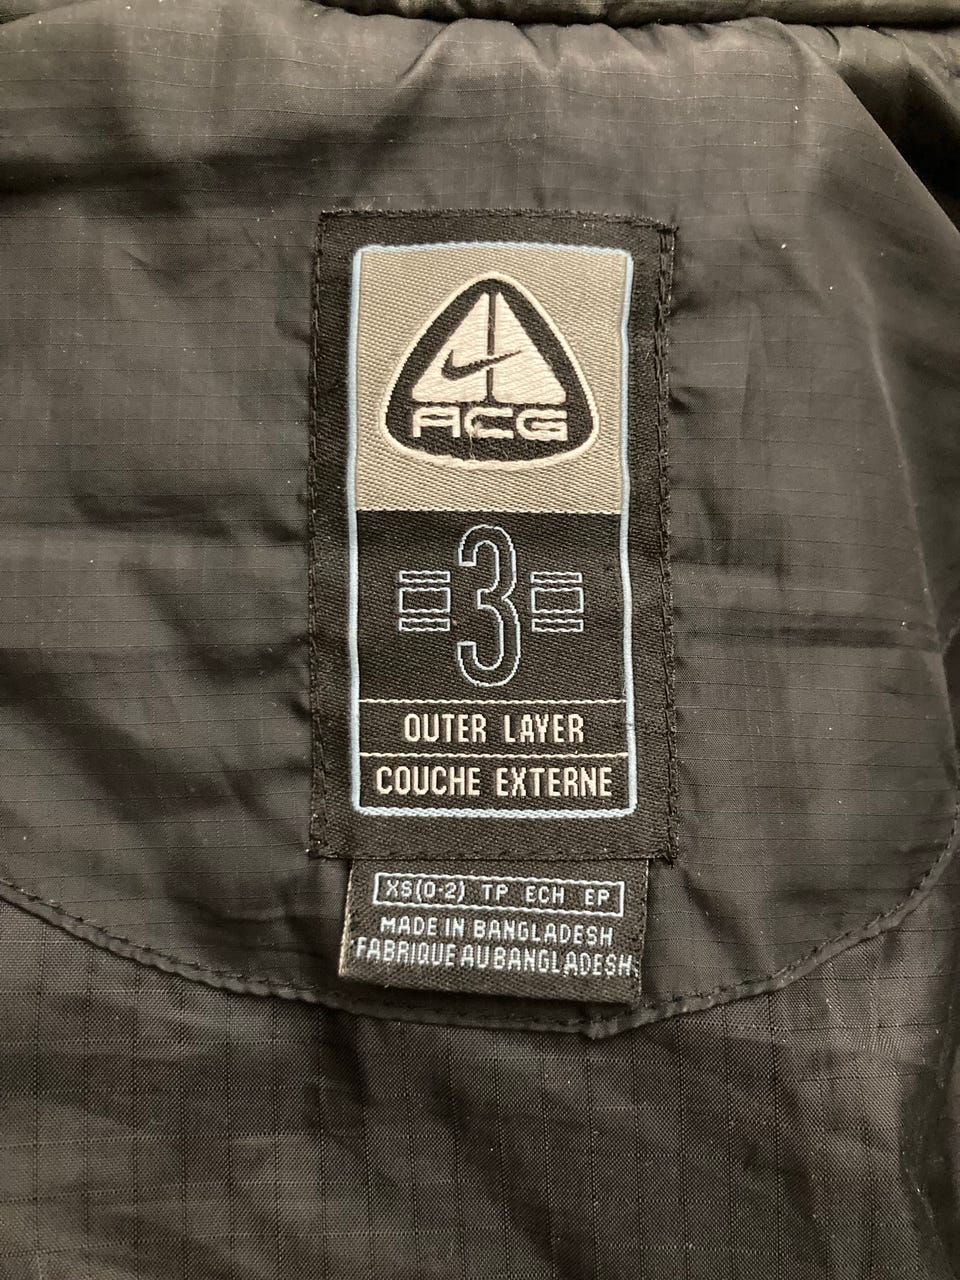 ACG
3
OUTER LAYER
COUCHE EXTERNE
XS(0-2) TP ECH EP
MADE IN BANGLADESH
FABRIQUE AU BANGLADESH